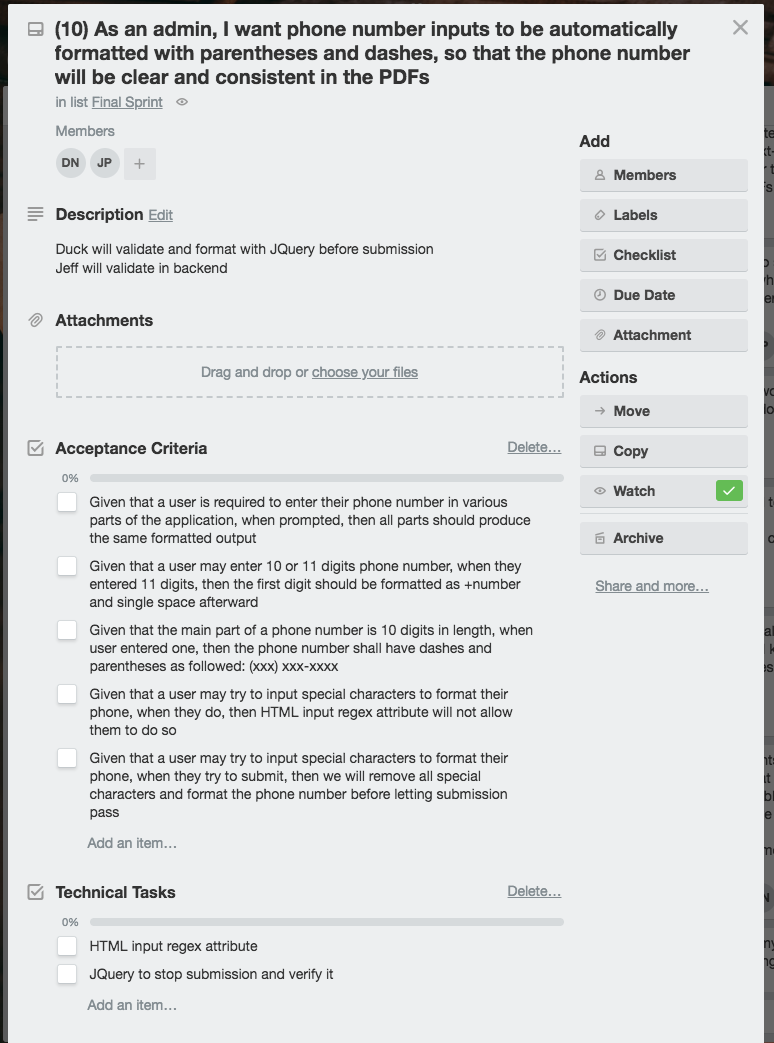 (10) As an admin, I want phone number inputs to be automatically
formatted with parentheses and dashes, so that the phone number
will be clear and consistent in the PDFs
in list Final Sprint
Members
DN JP +
Description Edit
Duck will validate and format with JQuery before submission
Jeff will validate in backend
Attachments
Drag and drop or choose your files
Acceptance Criteria
Delete…
0%
Given that a user is required to enter their phone number in various
parts of the application, when prompted, then all parts should produce
the same formatted output
Given that a user may enter 10 or 11 digits phone number, when they
entered 11 digits, then the first digit should be formatted as +number
and single space afterward
Given that the main part of a phone number is 10 digits in length, when
user entered one, then the phone number shall have dashes and
parentheses as followed: (xxx) xxx-xxxx
Given that a user may try to input special characters to format their
phone, when they do, then HTML input regex attribute will not allow
them to do so
Given that a user may try to input special characters to format their
phone, when they try to submit, then we will remove all special
characters and format the phone number before letting submission
pass
Add an item…
Technical Tasks
Delete…
0%
HTML input regex attribute
JQuery to stop submission and verify it
Add an item…
Add
Members
Labels
Checklist
Due Date
Attachment
Actions
Move
Copy
Watch
Archive
Share and more…